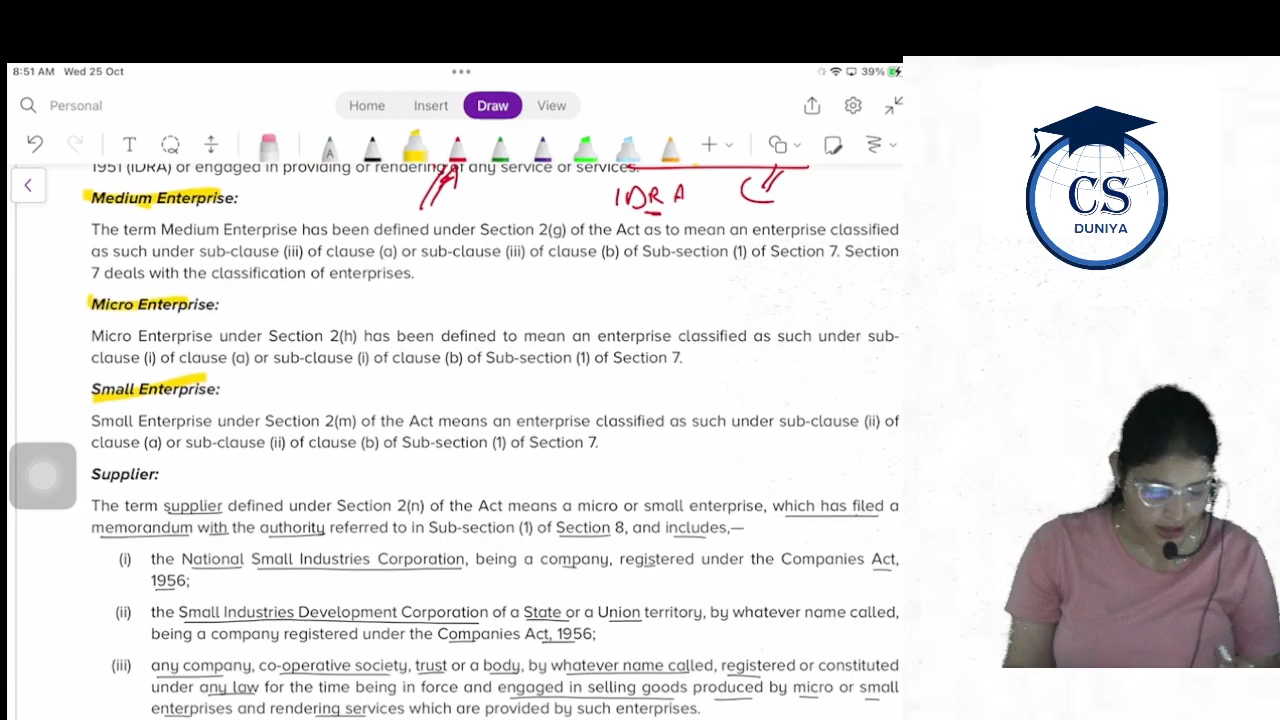 8:51 AM Wed 25 Oct
39%
Personal
Home Insert Draw View
T
A
1951 (IDRA) or engaged in providing or rendering of any service or services.
IDRA
Medium Enterprise:
The term Medium Enterprise has been defined under Section 2(g) of the Act as to mean an enterprise classified
as such under sub-clause (iii) of clause (a) or sub-clause (iii) of clause (b) of Sub-section (1) of Section 7. Section
7 deals with the classification of enterprises.
Micro Enterprise:
Micro Enterprise under Section 2(h) has been defined to mean an enterprise classified as such under sub-
clause (i) of clause (a) or sub-clause (i) of clause (b) of Sub-section (1) of Section 7.
Small Enterprise:
Small Enterprise under Section 2(m) of the Act means an enterprise classified as such under sub-clause (ii) of
clause (a) or sub-clause (ii) of clause (b) of Sub-section (1) of Section 7.
Supplier:
The term supplier defined under Section 2(n) of the Act means a micro or small enterprise, which has filed a
memorandum with the authority referred to in Sub-section (1) of Section 8, and includes,—
(i) the National Small Industries Corporation, being a company, registered under the Companies Act,
1956;
(ii) the Small Industries Development Corporation of a State or a Union territory, by whatever name called,
being a company registered under the Companies Act, 1956;
(iii) any company, co-operative society, trust or a body, by whatever name called, registered or constituted
under any law for the time being in force and engaged in selling goods produced by micro or small
enterprises and rendering services which are provided by such enterprises.
CS
DUNIYA